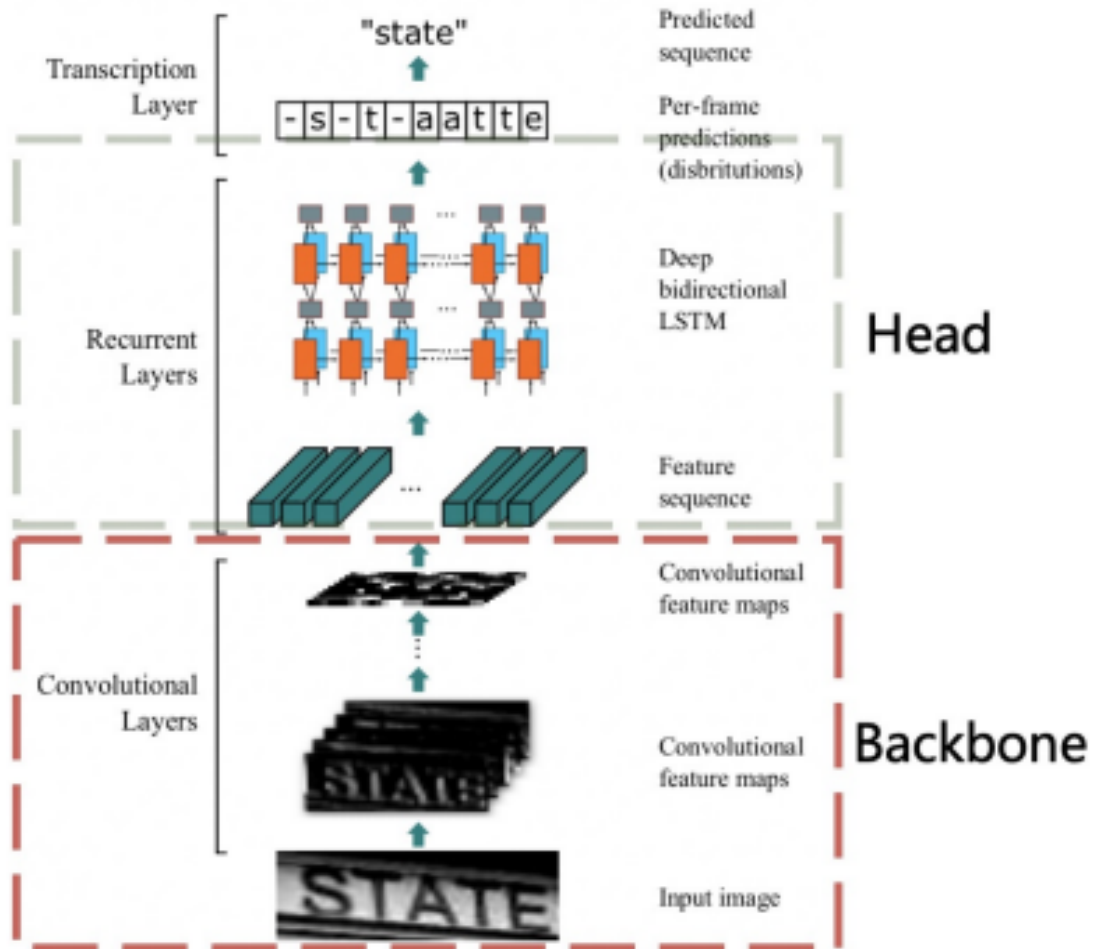 "state"
Predicted
sequence
Transcription
Layer
-s-t-aatte
Per-frame
predictions
(disbritutions)
Recurrent
Layers
Deep
bidirectional
LSTM
Head
Feature
sequence
Convolutional
Layers
Convolutional
feature maps
STATE
Convolutional
feature maps
Backbone
STATE
Input image